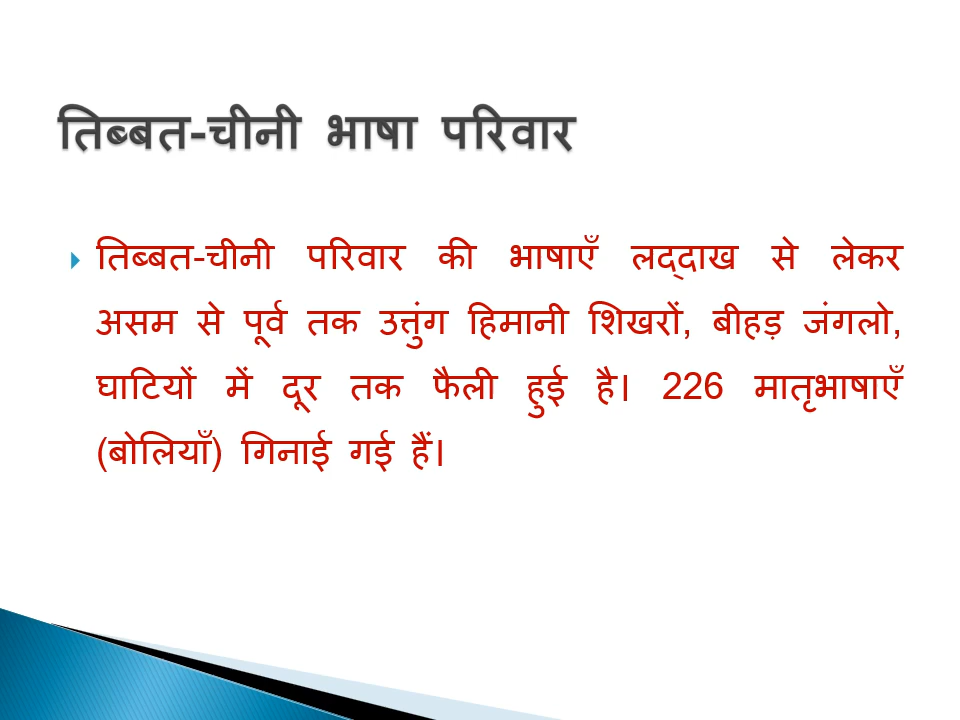 तिब्बत-चीनी भाषा परिवार
तिब्बत-चीनी परिवार की भाषाएँ लद्दाख से लेकर
असम से पूर्व तक उत्तुंग हिमानी शिखरों, बीहड़ जंगलो,
घाटियों में दूर तक फैली हुई है। 226 मातृभाषाएँ
(बोलियाँ) गिनाई गई हैं।